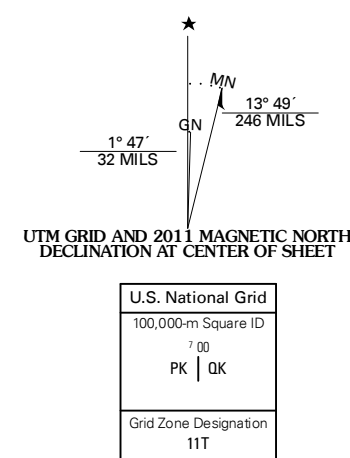 ★
MN
GN
13° 49´
246 MILS
1° 47´
32 MILS
UTM GRID AND 2011 MAGNETIC NORTH
DECLINATION AT CENTER OF SHEET
U.S. National Grid
100,000-m Square ID
7 00
PK QK
Grid Zone Designation
11T